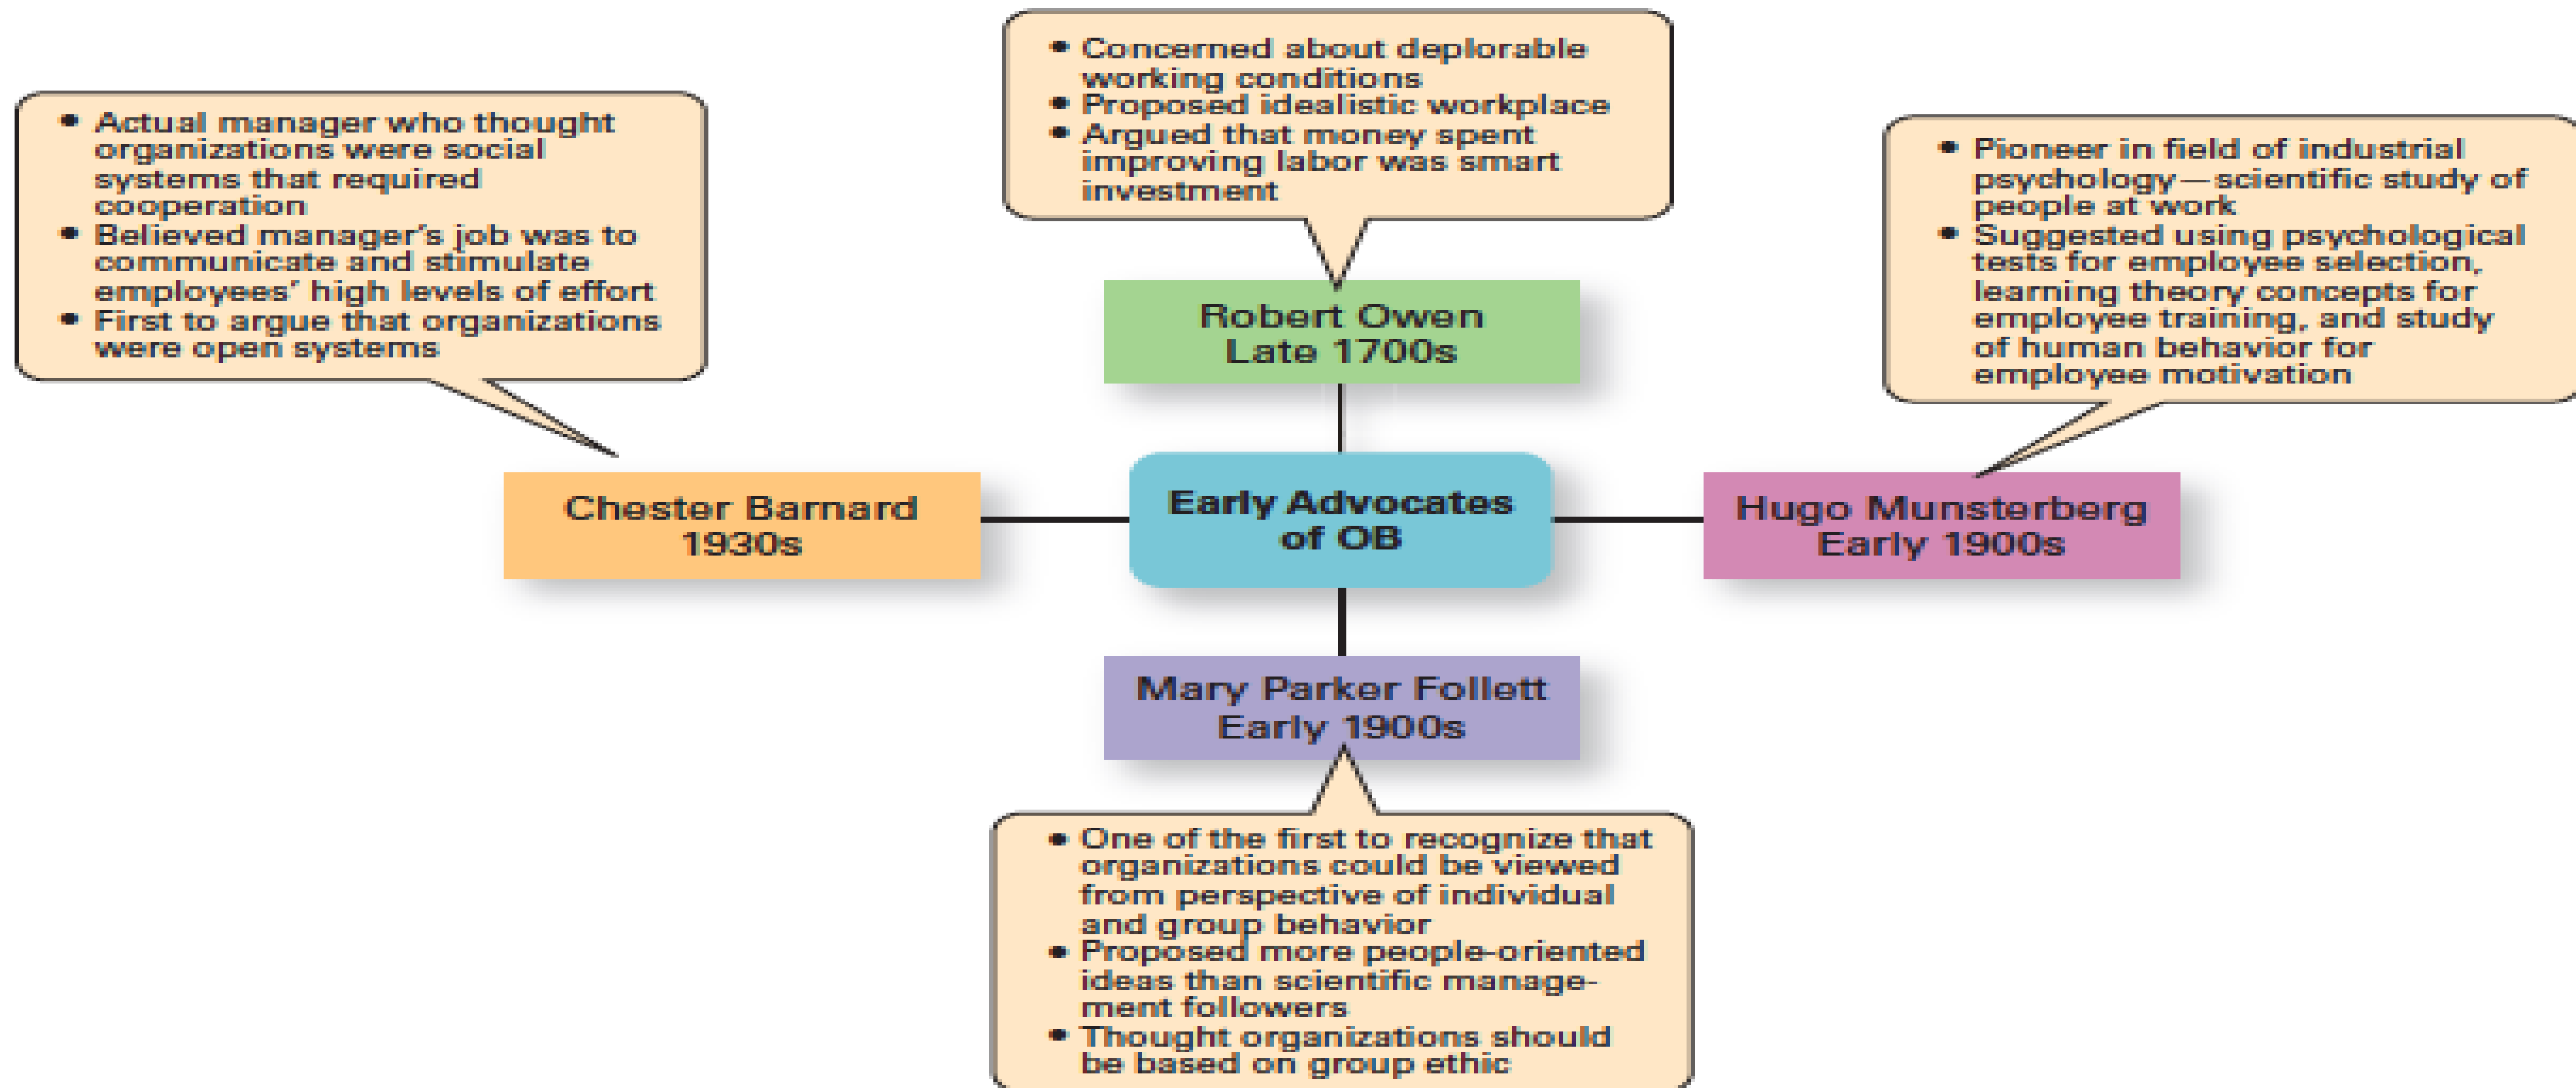 • Concerned about deplorable
working conditions
• Proposed idealistic workplace
• Argued that money spent
improving labor was smart
investment
• Actual manager who thought
organizations were social
systems that required
cooperation
• Believed manager's job was to
communicate and stimulate
employees' high levels of effort
• First to argue that organizations
were open systems
• Pioneer in field of industrial
psychology—scientific study of
people at work
• Suggested using psychological
tests for employee selection,
learning theory concepts for
employee training, and study
of human behavior for
employee motivation
Robert Owen
Late 1700s
Chester Barnard
1930s
Early Advocates
of OB
Hugo Munsterberg
Early 1900s
Mary Parker Follett
Early 1900s
• One of the first to recognize that
organizations could be viewed
from perspective of individual
and group behavior
• Proposed more people-oriented
ideas than scientific manage-
ment followers
• Thought organizations should
be based on group ethic